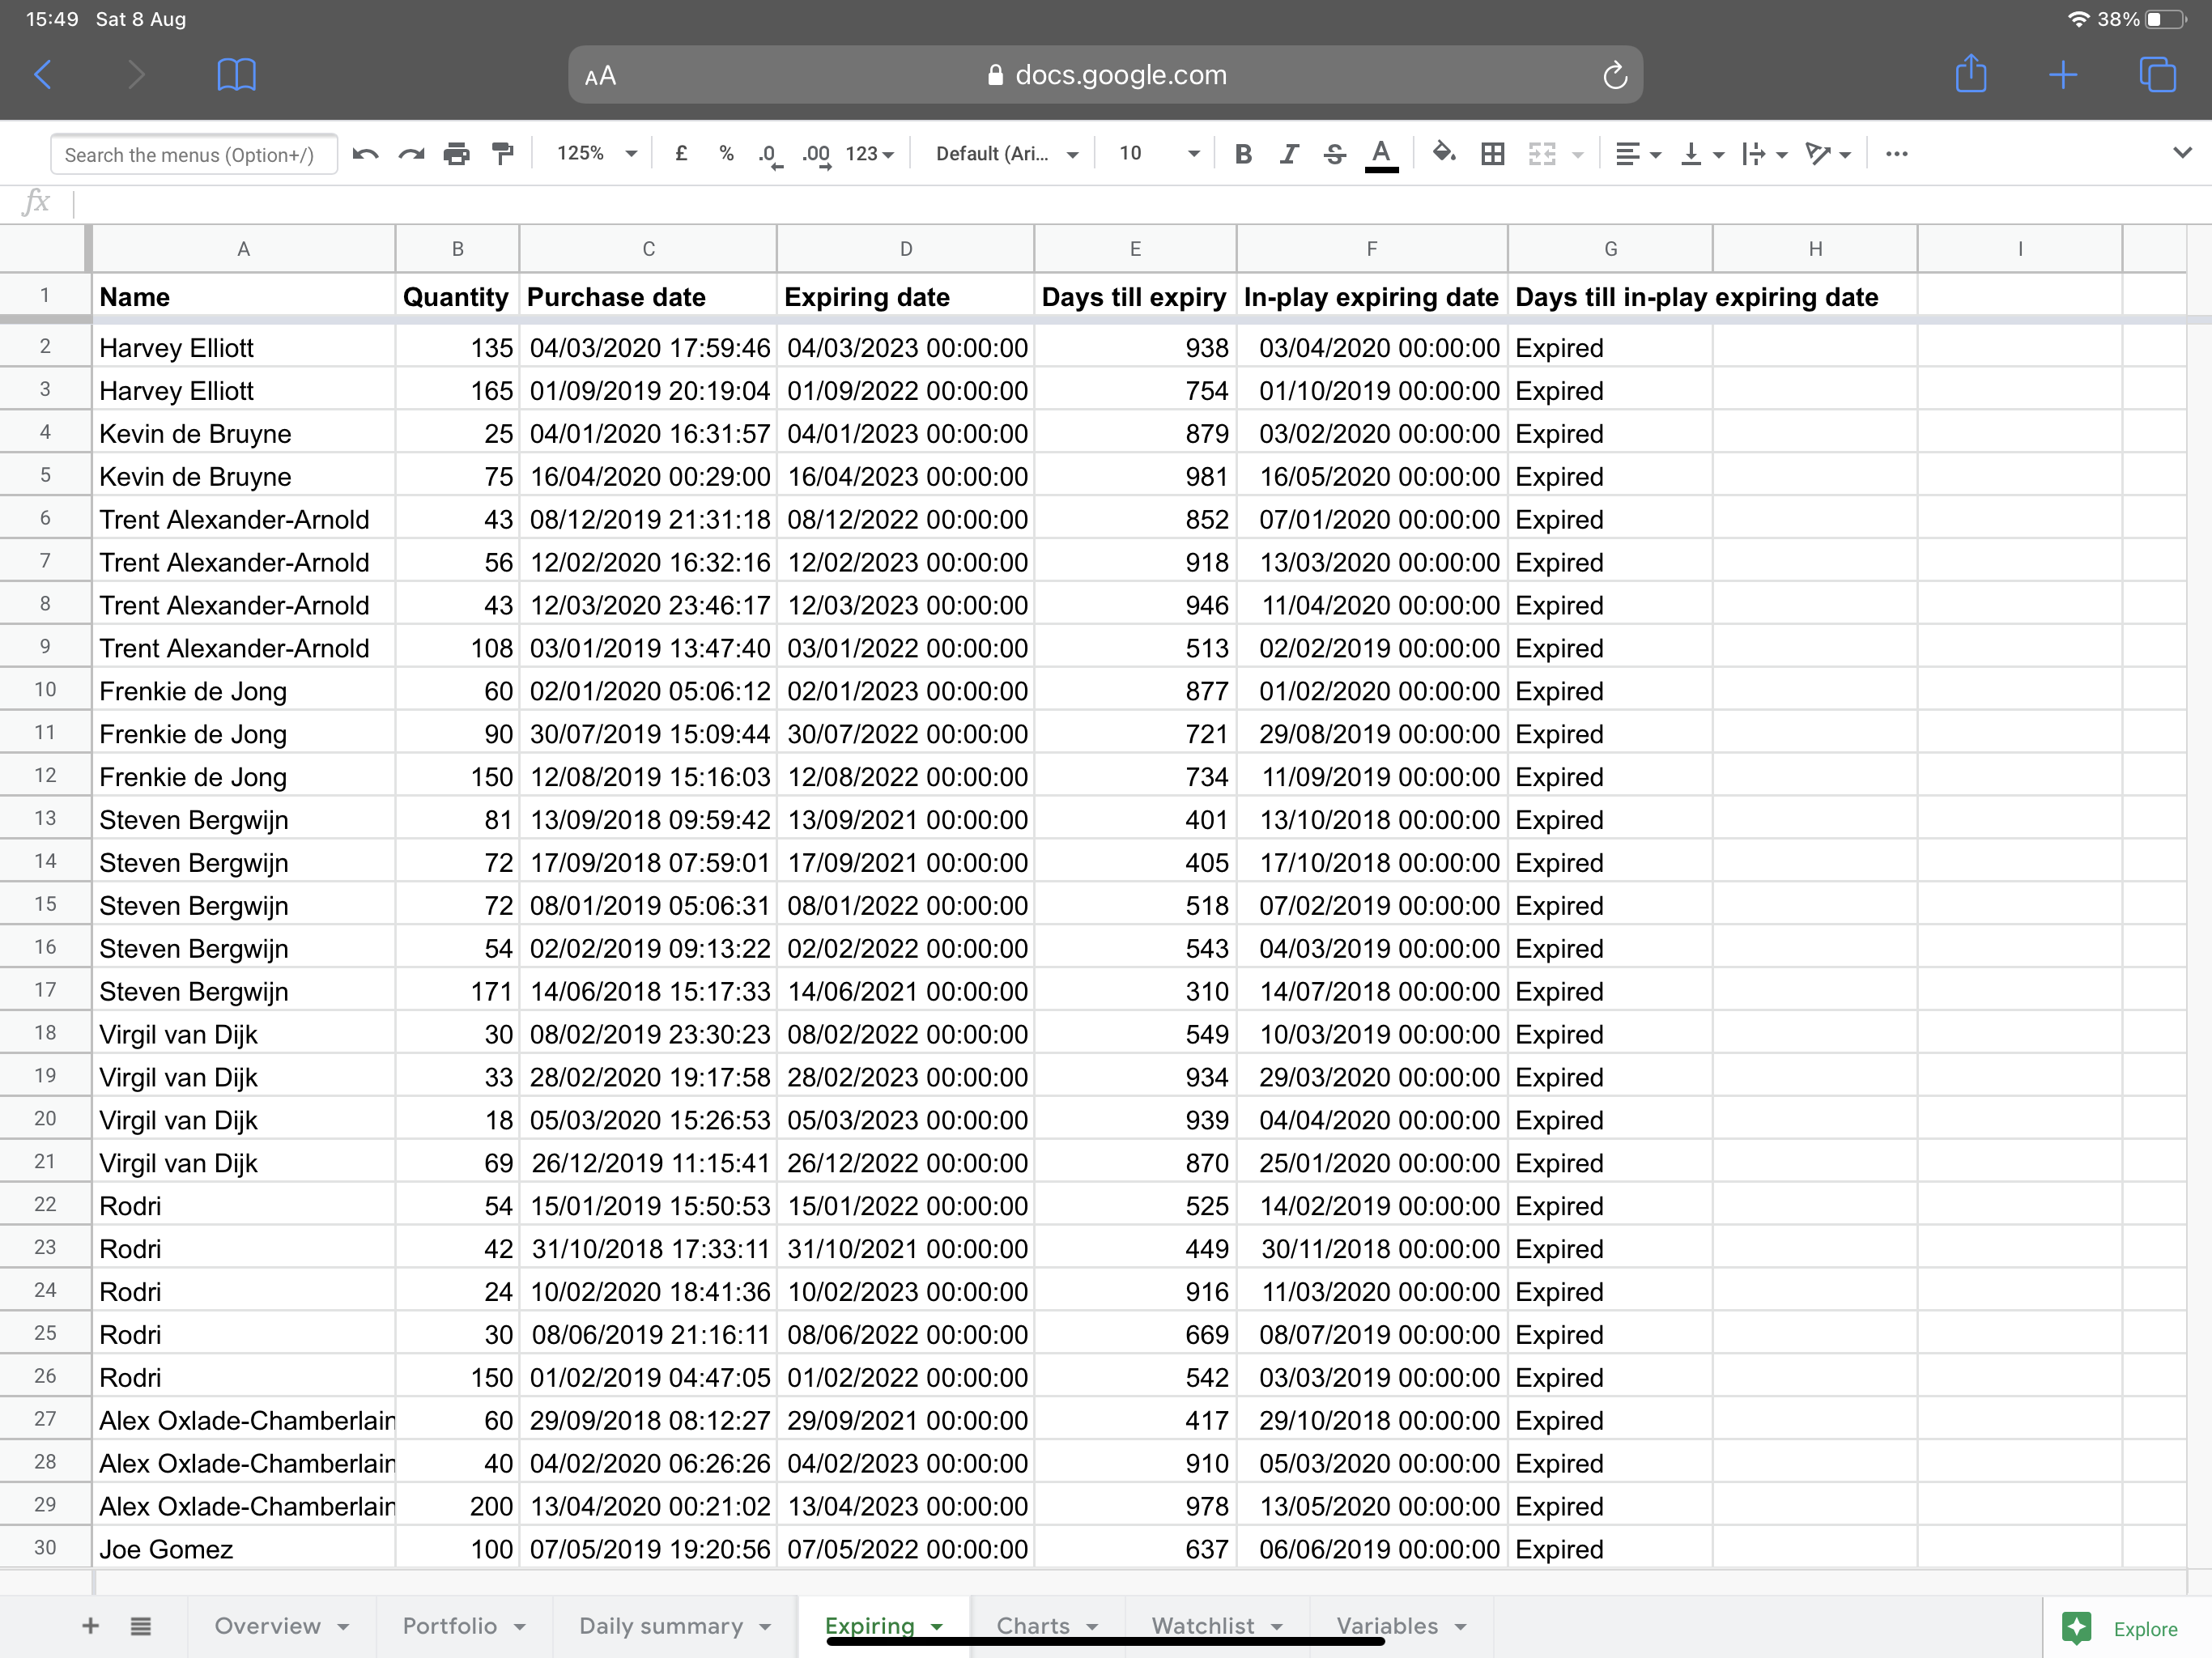 15:49 Sat 8 Aug 38%
AA docs.google.com
Search the menus (Option+/) 125% £ % .0 .00 123 Default (Ari... 10 B I S A ...
fx
A B C D E F G H I
1 Name Quantity Purchase date Expiring date Days till expiry In-play expiring date Days till in-play expiring date
2 Harvey Elliott 135 04/03/2020 17:59:46 04/03/2023 00:00:00 938 03/04/2020 00:00:00 Expired
3 Harvey Elliott 165 01/09/2019 20:19:04 01/09/2022 00:00:00 754 01/10/2019 00:00:00 Expired
4 Kevin de Bruyne 25 04/01/2020 16:31:57 04/01/2023 00:00:00 879 03/02/2020 00:00:00 Expired
5 Kevin de Bruyne 75 16/04/2020 00:29:00 16/04/2023 00:00:00 981 16/05/2020 00:00:00 Expired
6 Trent Alexander-Arnold 43 08/12/2019 21:31:18 08/12/2022 00:00:00 852 07/01/2020 00:00:00 Expired
7 Trent Alexander-Arnold 56 12/02/2020 16:32:16 12/02/2023 00:00:00 918 13/03/2020 00:00:00 Expired
8 Trent Alexander-Arnold 43 12/03/2020 23:46:17 12/03/2023 00:00:00 946 11/04/2020 00:00:00 Expired
9 Trent Alexander-Arnold 108 03/01/2019 13:47:40 03/01/2022 00:00:00 513 02/02/2019 00:00:00 Expired
10 Frenkie de Jong 60 02/01/2020 05:06:12 02/01/2023 00:00:00 877 01/02/2020 00:00:00 Expired
11 Frenkie de Jong 90 30/07/2019 15:09:44 30/07/2022 00:00:00 721 29/08/2019 00:00:00 Expired
12 Frenkie de Jong 150 12/08/2019 15:16:03 12/08/2022 00:00:00 734 11/09/2019 00:00:00 Expired
13 Steven Bergwijn 81 13/09/2018 09:59:42 13/09/2021 00:00:00 401 13/10/2018 00:00:00 Expired
14 Steven Bergwijn 72 17/09/2018 07:59:01 17/09/2021 00:00:00 405 17/10/2018 00:00:00 Expired
15 Steven Bergwijn 72 08/01/2019 05:06:31 08/01/2022 00:00:00 518 07/02/2019 00:00:00 Expired
16 Steven Bergwijn 54 02/02/2019 09:13:22 02/02/2022 00:00:00 543 04/03/2019 00:00:00 Expired
17 Steven Bergwijn 171 14/06/2018 15:17:33 14/06/2021 00:00:00 310 14/07/2018 00:00:00 Expired
18 Virgil van Dijk 30 08/02/2019 23:30:23 08/02/2022 00:00:00 549 10/03/2019 00:00:00 Expired
19 Virgil van Dijk 33 28/02/2020 19:17:58 28/02/2023 00:00:00 934 29/03/2020 00:00:00 Expired
20 Virgil van Dijk 18 05/03/2020 15:26:53 05/03/2023 00:00:00 939 04/04/2020 00:00:00 Expired
21 Virgil van Dijk 69 26/12/2019 11:15:41 26/12/2022 00:00:00 870 25/01/2020 00:00:00 Expired
22 Rodri 54 15/01/2019 15:50:53 15/01/2022 00:00:00 525 14/02/2019 00:00:00 Expired
23 Rodri 42 31/10/2018 17:33:11 31/10/2021 00:00:00 449 30/11/2018 00:00:00 Expired
24 Rodri 24 10/02/2020 18:41:36 10/02/2023 00:00:00 916 11/03/2020 00:00:00 Expired
25 Rodri 30 08/06/2019 21:16:11 08/06/2022 00:00:00 669 08/07/2019 00:00:00 Expired
26 Rodri 150 01/02/2019 04:47:05 01/02/2022 00:00:00 542 03/03/2019 00:00:00 Expired
27 Alex Oxlade-Chamberlain 60 29/09/2018 08:12:27 29/09/2021 00:00:00 417 29/10/2018 00:00:00 Expired
28 Alex Oxlade-Chamberlain 40 04/02/2020 06:26:26 04/02/2023 00:00:00 910 05/03/2020 00:00:00 Expired
29 Alex Oxlade-Chamberlain 200 13/04/2020 00:21:02 13/04/2023 00:00:00 978 13/05/2020 00:00:00 Expired
30 Joe Gomez 100 07/05/2019 19:20:56 07/05/2022 00:00:00 637 06/06/2019 00:00:00 Expired
+ Overview Portfolio Daily summary Expiring Charts Watchlist Variables Explore